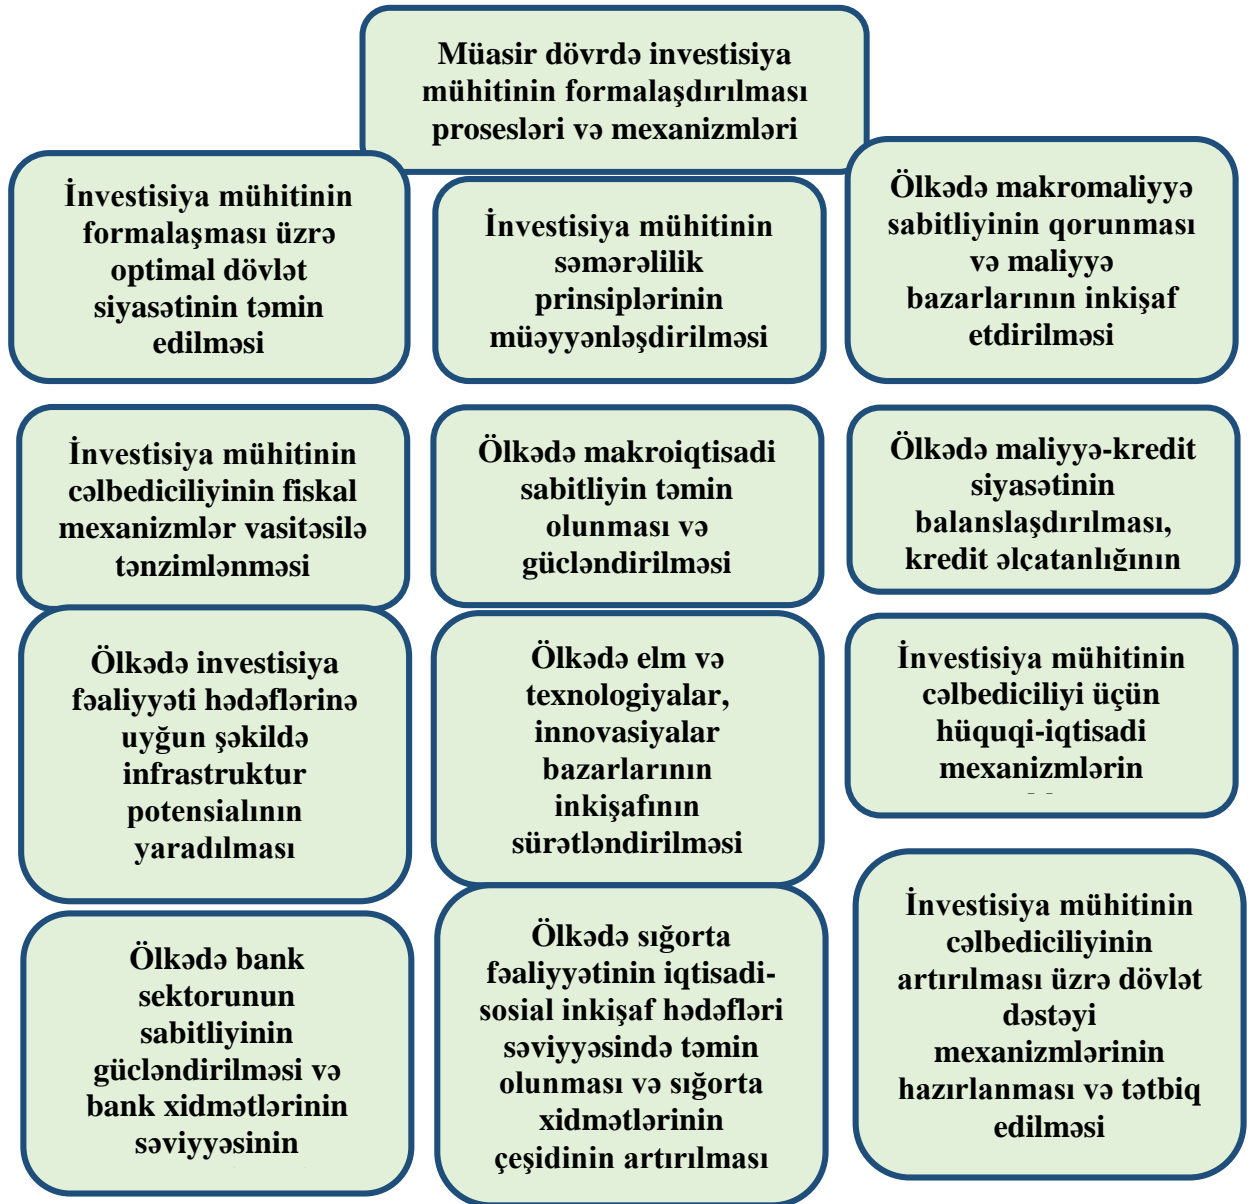 Müasir dövrdə investisiya
mühitinin formalaşdırılması
prosesləri və mexanizmləri
İnvestisiya mühitinin
formalaşması üzrə
optimal dövlət
siyasətinin təmin
edilməsi
İnvestisiya mühitinin
səmərəlilik
prinsiplərinin
müəyyənləşdirilməsi
Ölkədə makromaliyyə
sabitliyinin qorunması
və maliyyə
bazarlarının inkişaf
etdirilməsi
İnvestisiya mühitinin
cəlbediciliyinin fiskal
mexanizmlər vasitəsilə
tənzimlənməsi
Ölkədə makroiqtisadi
sabitliyin təmin
olunması və
gücləndirilməsi
Ölkədə maliyyə-kredit
siyasətinin
balanslaşdırılması,
kredit əlçatanlığının
Ölkədə investisiya
fəaliyyəti hədəflərinə
uyğun şəkildə
infrastruktur
potensialının
yaradılması
Ölkədə elm və
texnologiyalar,
innovasiyalar
bazarlarının
inkişafının
sürətləndirilməsi
İnvestisiya mühitinin
cəlbediciliyi üçün
hüquqi-iqtisadi
mexanizmlərin
Ölkədə bank
sektorunun
sabitliyinin
gücləndirilməsi və
bank xidmətlərinin
səviyyəsinin
Ölkədə sığorta
fəaliyyətinin iqtisadi-
sosial inkişaf hədəfləri
səviyyəsində təmin
olunması və sığorta
xidmətlərinin
çeşidinin artırılması
İnvestisiya mühitinin
cəlbediciliyinin
artırılması üzrə dövlət
dəstəyi
mexanizmlərinin
hazırlanması və tətbiq
edilməsi